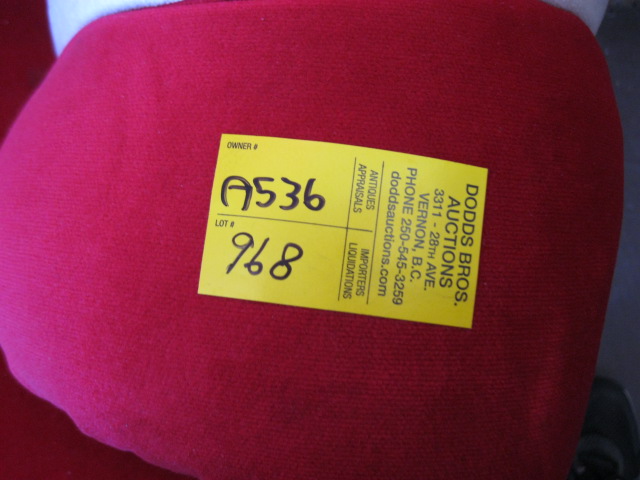 OWNER #
A536
LOT #
968
ANTIQUES
APPRAISALS
IMPORTERS
LIQUIDATIONS
DODDS BROS.
AUCTIONS
3311 - 28TH AVE.
VERNON, B.C.
PHONE 250-545-3259
doddsauctions.com